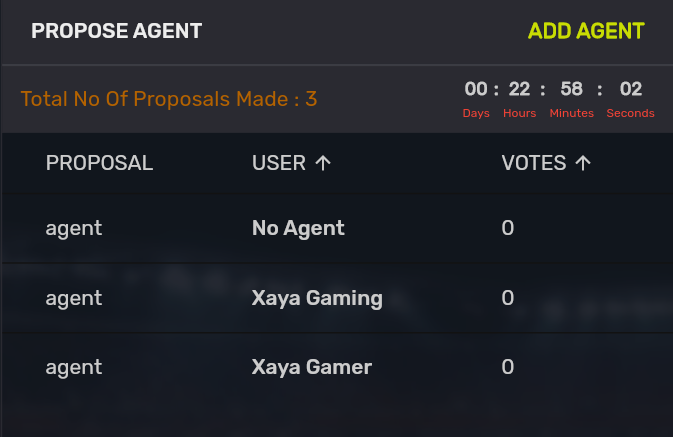 PROPOSE AGENT ADD AGENT
Total No Of Proposals Made : 3 00 : 22 : 58 : 02
Days Hours Minutes Seconds
PROPOSAL USER ↑ VOTES ↑
agent No Agent 0
agent Xaya Gaming 0
agent Xaya Gamer 0